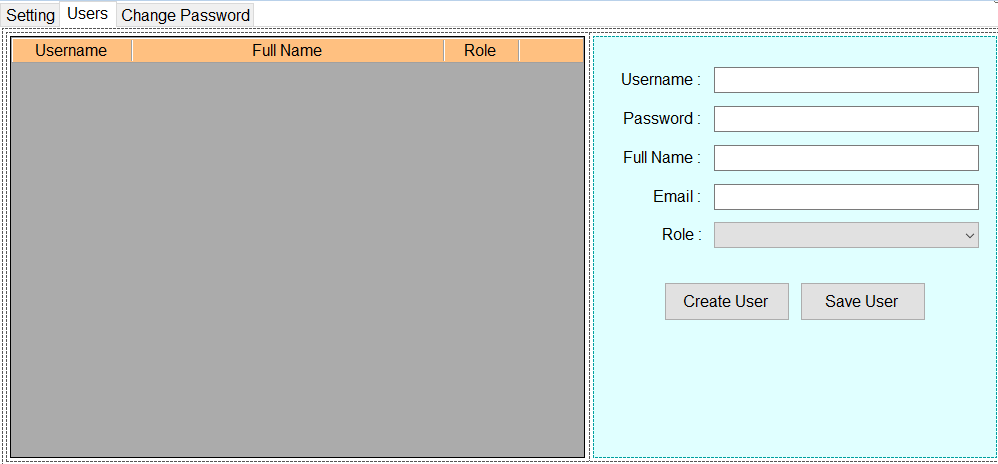 Setting Users Change Password
Username Full Name Role
Username :
Password :
Full Name :
Email :
Role :
Create User Save User